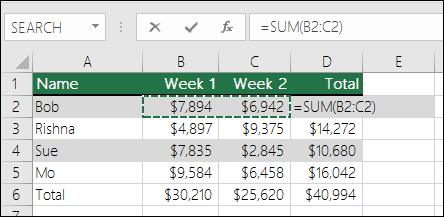 SEARCH =SUM(B2:C2)
A B C D E
1 Name Week 1 Week 2 Total
2 Bob $7,894 $6,942 =SUM(B2:C2)
3 Rishna $4,897 $9,375 $14,272
4 Sue $7,835 $2,845 $10,680
5 Mo $9,584 $6,458 $16,042
6 Total $30,210 $25,620 $40,994